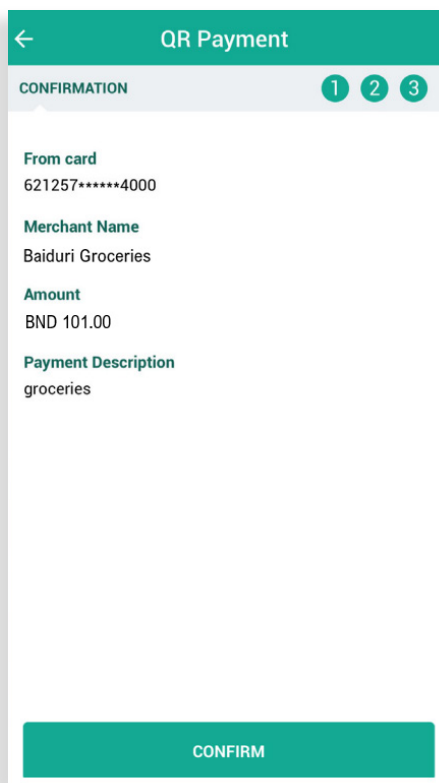 QR Payment
CONFIRMATION 1 2 3
From card
621257******4000
Merchant Name
Baiduri Groceries
Amount
BND 101.00
Payment Description
groceries
CONFIRM